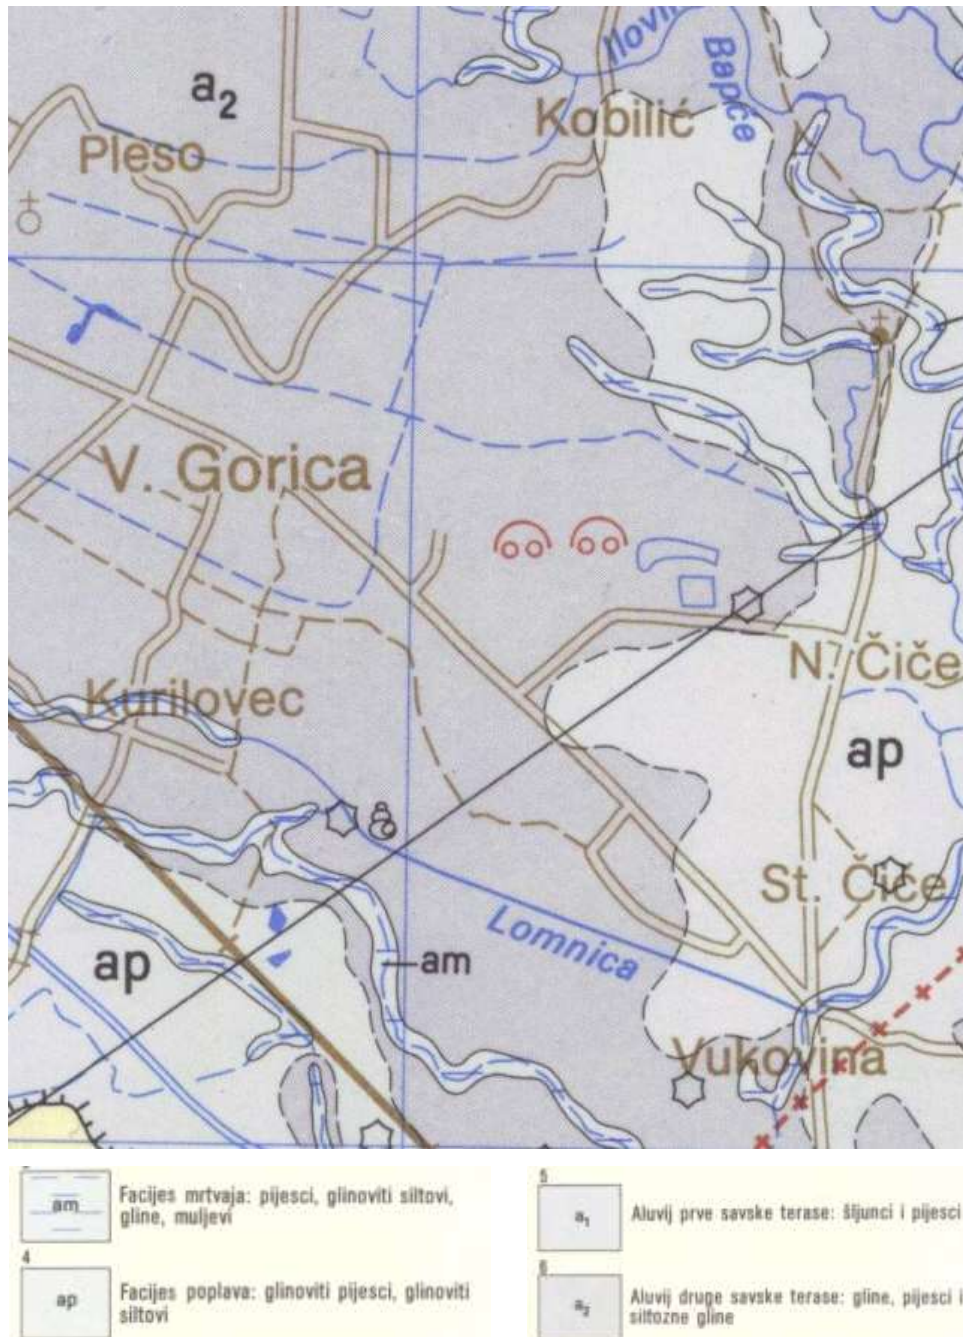 Ilovi
Bapče
a2
Kobilić
Pleso
V. Gorica
N. Čiče
Kurilovec
ap
St. Čiče
Lomnica
am
ap
Vukovina
am
Facijes mrtvaja: pijesci, glinoviti siltovi,
gline, muljevi
4
ap
Facijes poplava: glinoviti pijesci, glinoviti
siltovi
5
a1
Aluvij prve savske terase: šljunci i pijesci
6
a2
Aluvij druge savske terase: gline, pijesci i
siltozne gline